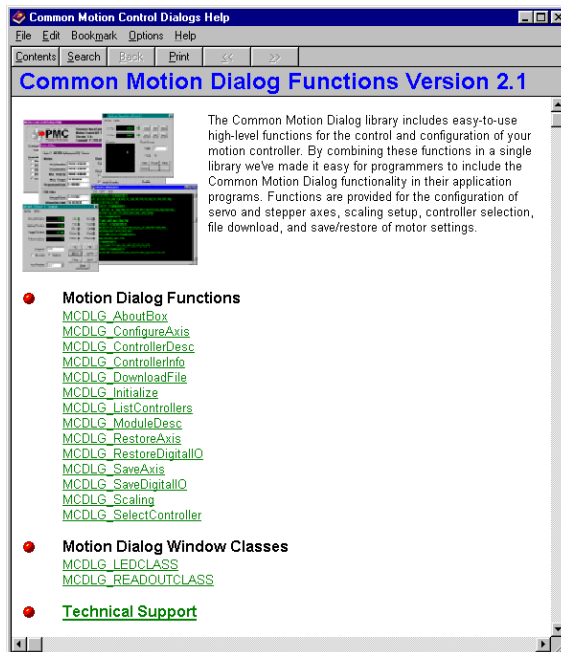 Common Motion Control Dialogs Help
File Edit Bookmark Options Help
Contents Search Back Print << >>
Common Motion Dialog Functions Version 2.1
PMC
The Common Motion Dialog library includes easy-to-use
high-level functions for the control and configuration of your
motion controller. By combining these functions in a single
library we've made it easy for programmers to include the
Common Motion Dialog functionality in their application
programs. Functions are provided for the configuration of
servo and stepper axes, scaling setup, controller selection,
file download, and save/restore of motor settings.
Motion Dialog Functions
MCDLG_AboutBox
MCDLG_ConfigureAxis
MCDLG_ControllerDesc
MCDLG_ControllerInfo
MCDLG_DownloadFile
MCDLG_Initialize
MCDLG_ListControllers
MCDLG_ModuleDesc
MCDLG_RestoreAxis
MCDLG_RestoreDigitalIO
MCDLG_SaveAxis
MCDLG_SaveDigitalIO
MCDLG_Scaling
MCDLG_SelectController
Motion Dialog Window Classes
MCDLG_LEDCLASS
MCDLG_READOUTCLASS
Technical Support